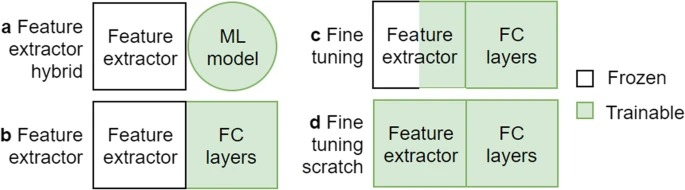 a Feature
extractor
hybrid
Feature
extractor
ML
model
b Feature
extractor
Feature
extractor
FC
layers
c Fine
tuning
Feature
extractor
FC
layers
d Fine
tuning
scratch
Feature
extractor
FC
layers
Frozen
Trainable